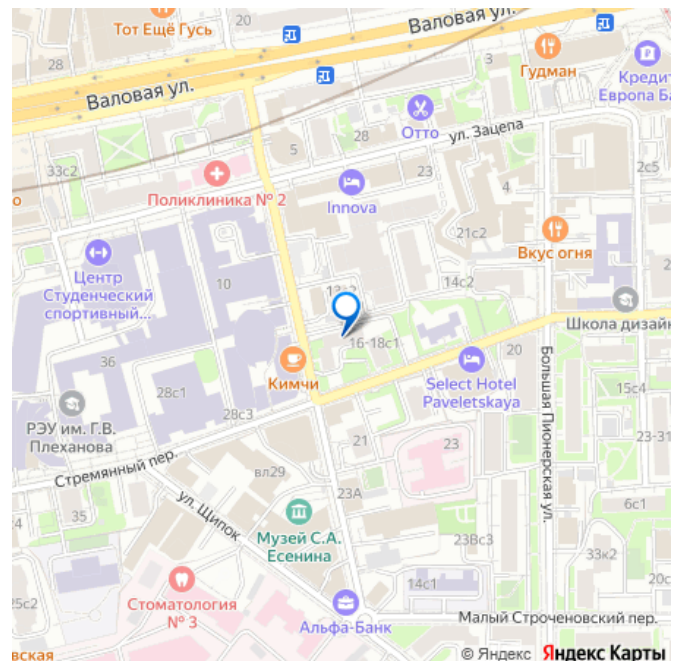 Тот Ещё Гусь
20
Валовая ул.
28
Гудман
Кредит
Европа Ба
Валовая ул.
Отто
ул. Зацепа
33с2
5
28
2с5
о
Поликлиника № 2
23
4
Innova
21с2
Вкус огня
Центр
Студенческий
спортивный...
10
14с2
Школа дизай
16-18с1
36
Кимчи
20
28с1
Select Hotel
Paveletskaya
15с4
РЭУ им. Г.В.
Плеханова
28с3
21
23
23-31
Стремянный пер.
вл29
Большая Пионерская ул.
35
ул. Щипок
23А
6с1
Музей С.А.
Есенина
23Вс3
33к2
25с2
14с1
20с
Стоматология
№ 3
Альфа-Банк
Малый Строченовский пер.
вская
© Яндекс Яндекс Карты